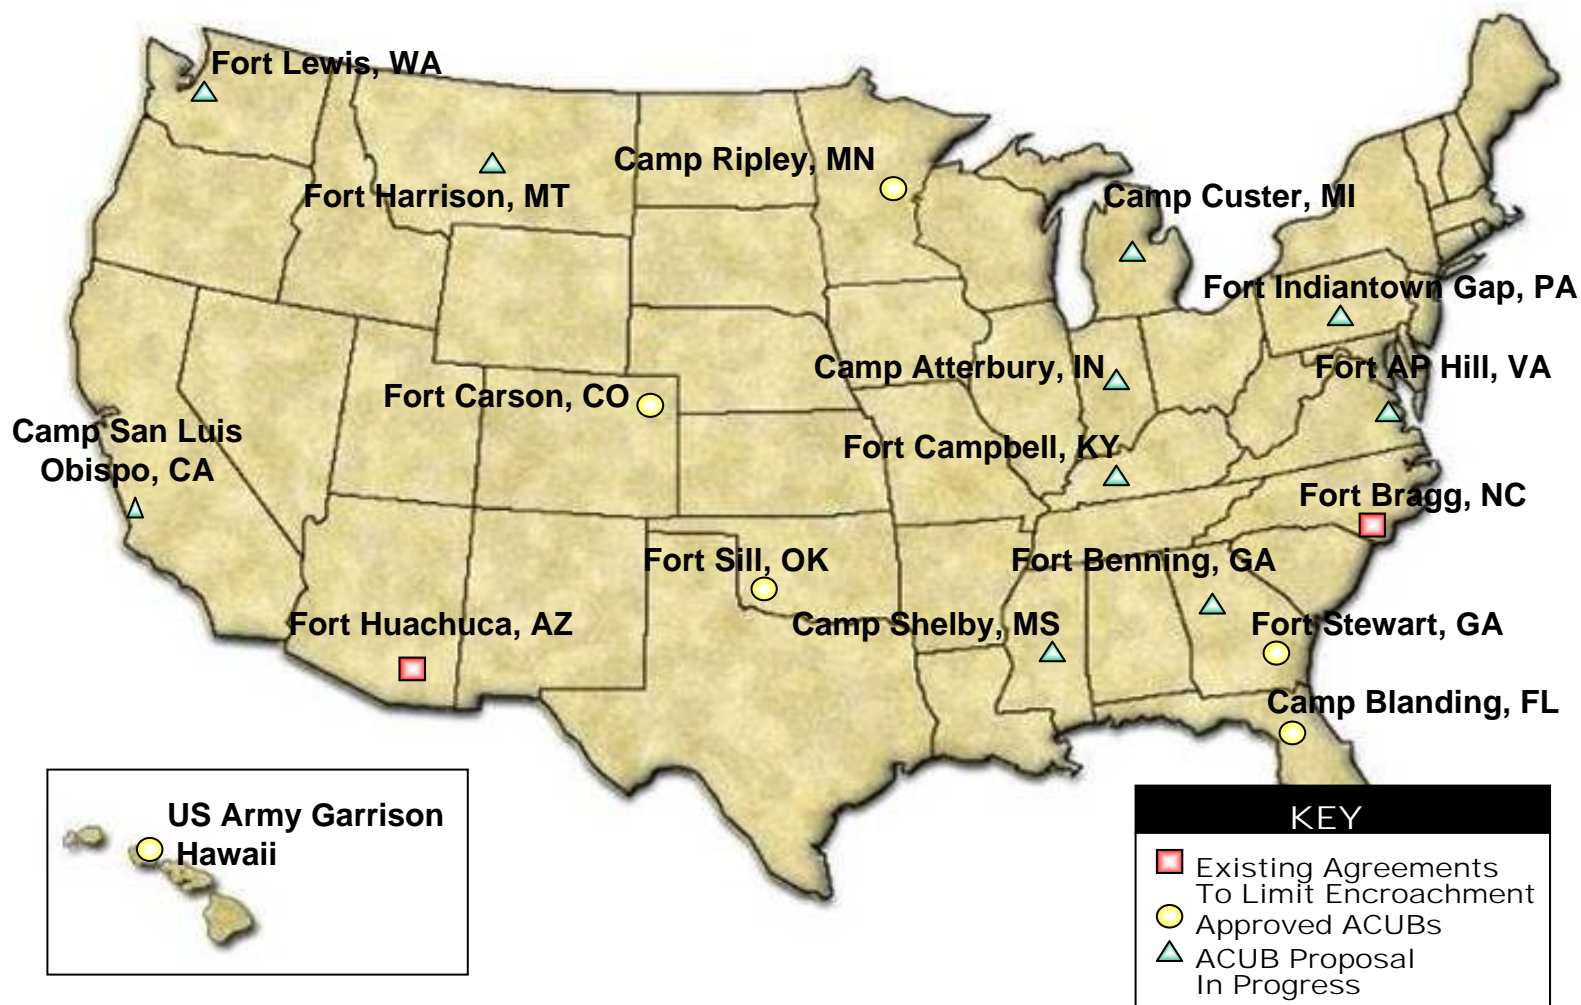 Fort Lewis, WA
Camp Ripley, MN
Fort Harrison, MT
Camp Custer, MI
Fort Indiantown Gap, PA
Camp Atterbury, IN
Fort AP Hill, VA
Fort Carson, CO
Camp San Luis
Obispo, CA
Fort Campbell, KY
Fort Bragg, NC
Fort Sill, OK
Fort Benning, GA
Fort Huachuca, AZ
Camp Shelby, MS
Fort Stewart, GA
Camp Blanding, FL
US Army Garrison
Hawaii
KEY
Existing Agreements
To Limit Encroachment
Approved ACUBs
ACUB Proposal
In Progress